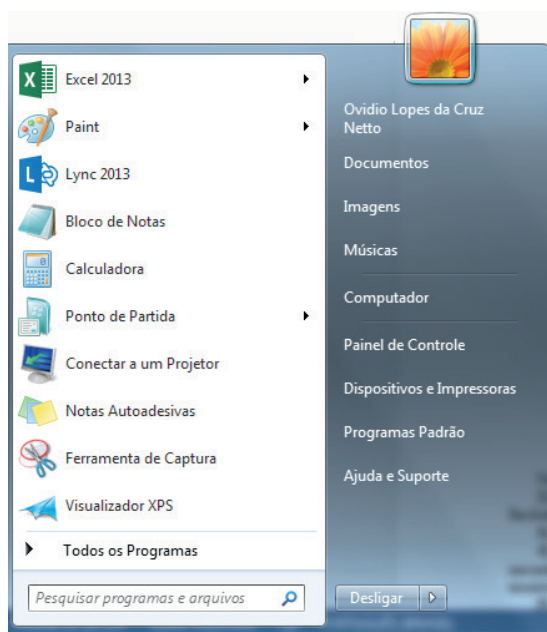 Excel 2013
Paint
Lync 2013
Bloco de Notas
Calculadora
Ponto de Partida
Conectar a um Projetor
Notas Autoadesivas
Ferramenta de Captura
Visualizador XPS
Todos os Programas
Pesquisar programas e arquivos
Ovidio Lopes da Cruz
Netto
Documentos
Imagens
Músicas
Computador
Painel de Controle
Dispositivos e Impressoras
Programas Padrão
Ajuda e Suporte
Desligar